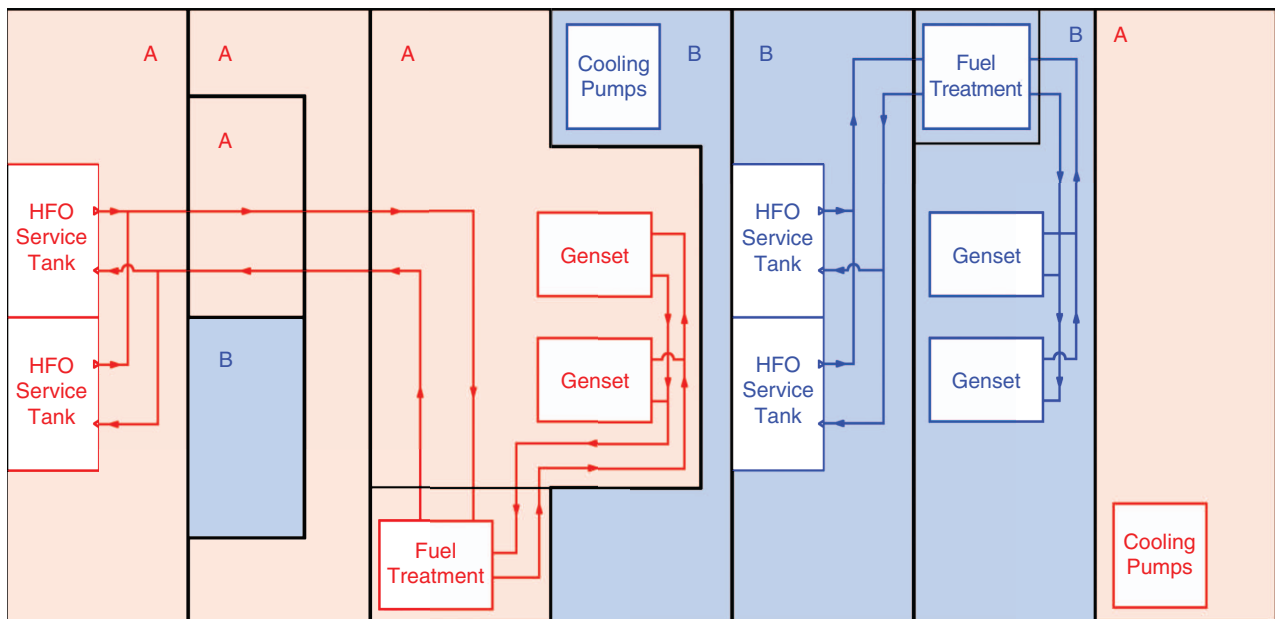 A
A
A
B
B
B
A
Cooling
Pumps
Fuel
Treatment
A
HFO
Service
Tank
Genset
HFO
Service
Tank
Genset
B
HFO
Service
Tank
Genset
HFO
Service
Tank
Genset
Fuel
Treatment
Cooling
Pumps